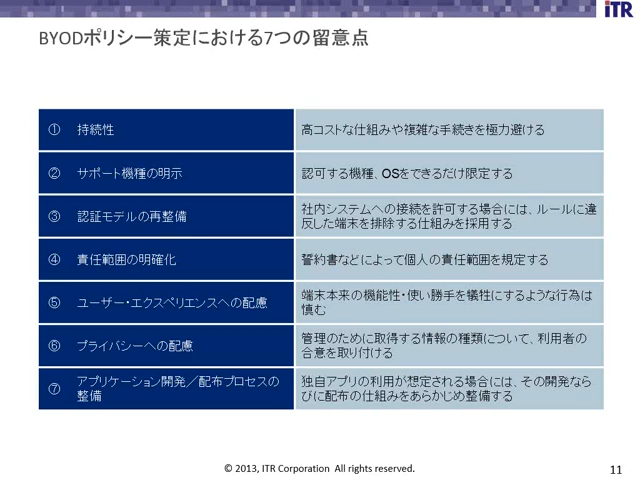 iTR
BYODポリシー策定における7つの留意点
① 持続性
高コストな仕組みや複雑な手続きを極力避ける
② サポート機種の明示
認可する機種、OSをできるだけ限定する
③ 認証モデルの再整備
社内システムへの接続を許可する場合には、ルールに違
反した端末を排除する仕組みを採用する
④ 責任範囲の明確化
誓約書などによって個人の責任範囲を規定する
⑤ ユーザー・エクスペリエンスへの配慮
端末本来の機能性・使い勝手を犠牲にするような行為は
慎む
⑥ プライバシーへの配慮
管理のために取得する情報の種類について、利用者の
合意を取り付ける
⑦ アプリケーション開発／配布プロセスの
整備
独自アプリの利用が想定される場合には、その開発なら
びに配布の仕組みをあらかじめ整備する
© 2013, ITR Corporation All rights reserved.
11